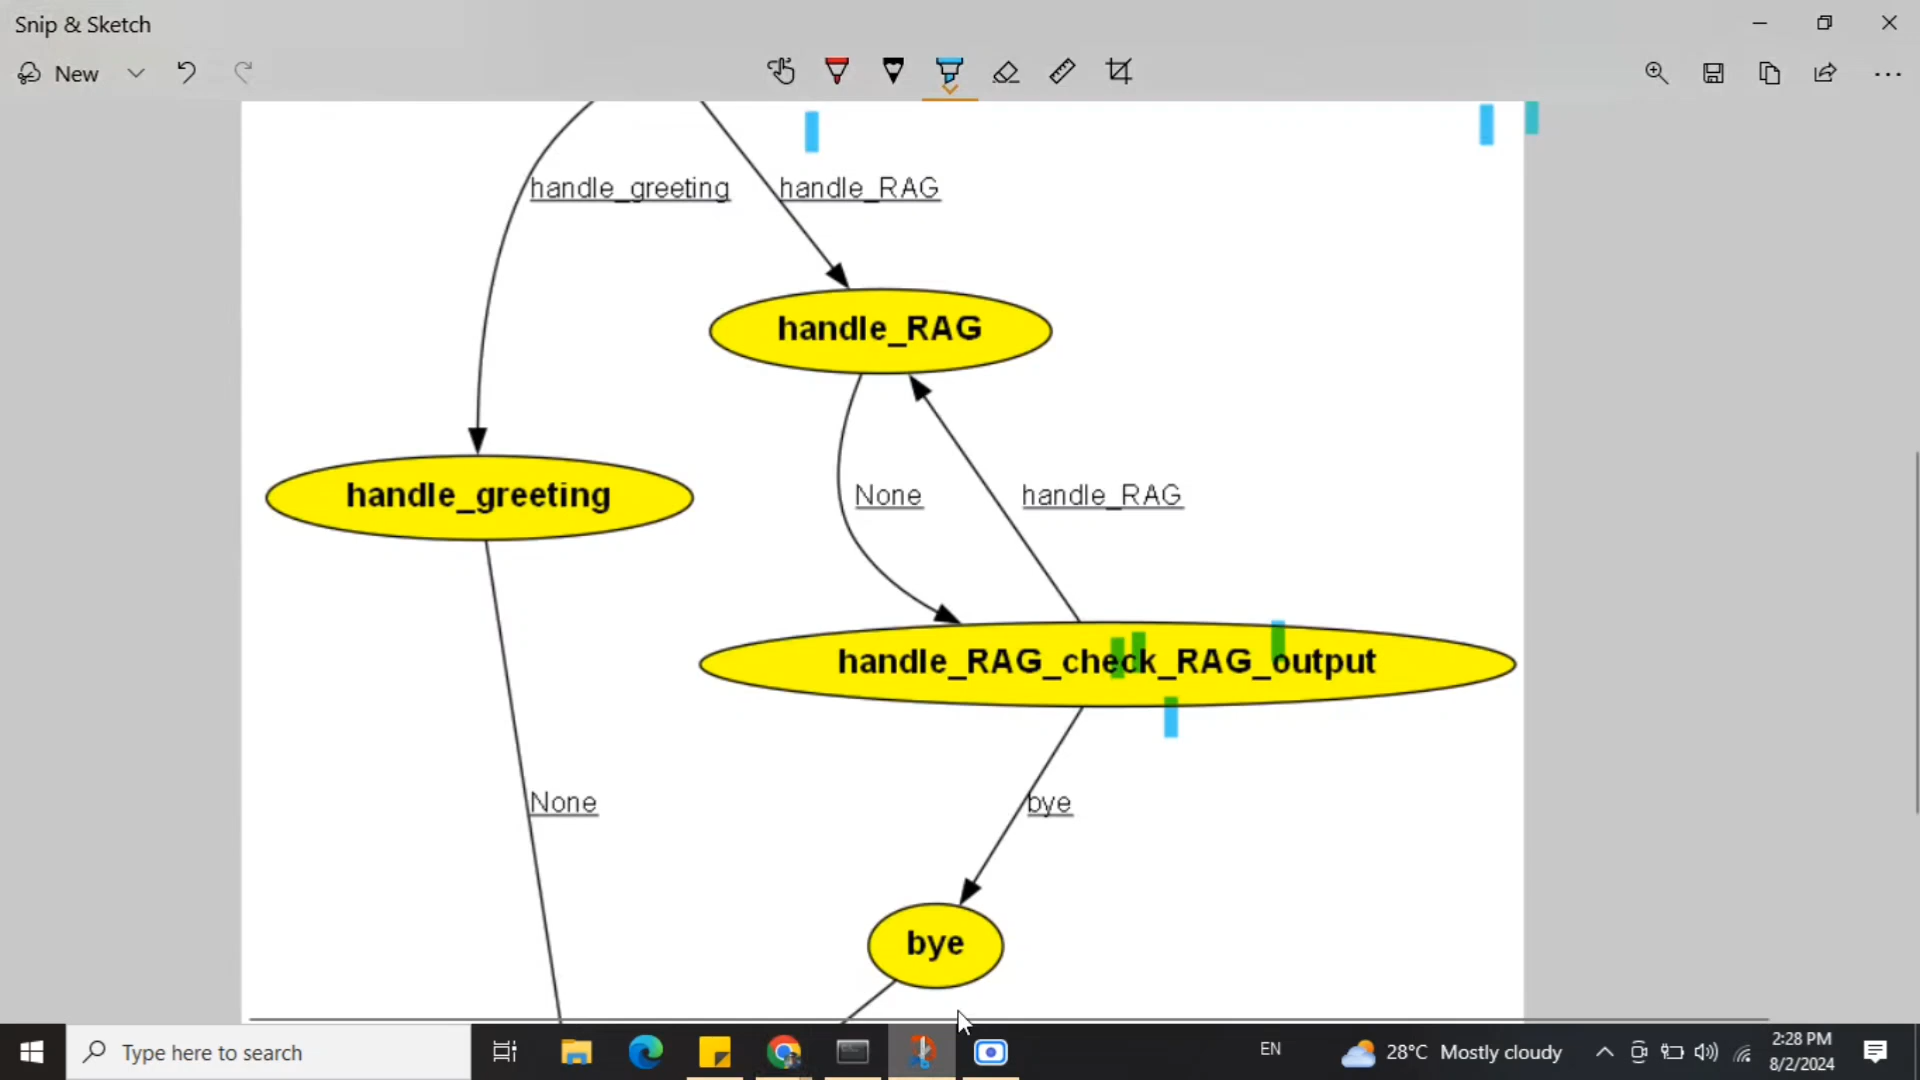 Snip & Sketch
New
handle_greeting
handle_RAG
handle_RAG
handle_greeting
None
handle_RAG
handle_RAG_check_RAG_output
None
bye
bye
Type here to search
EN
28°C Mostly cloudy
2:28 PM
8/2/2024